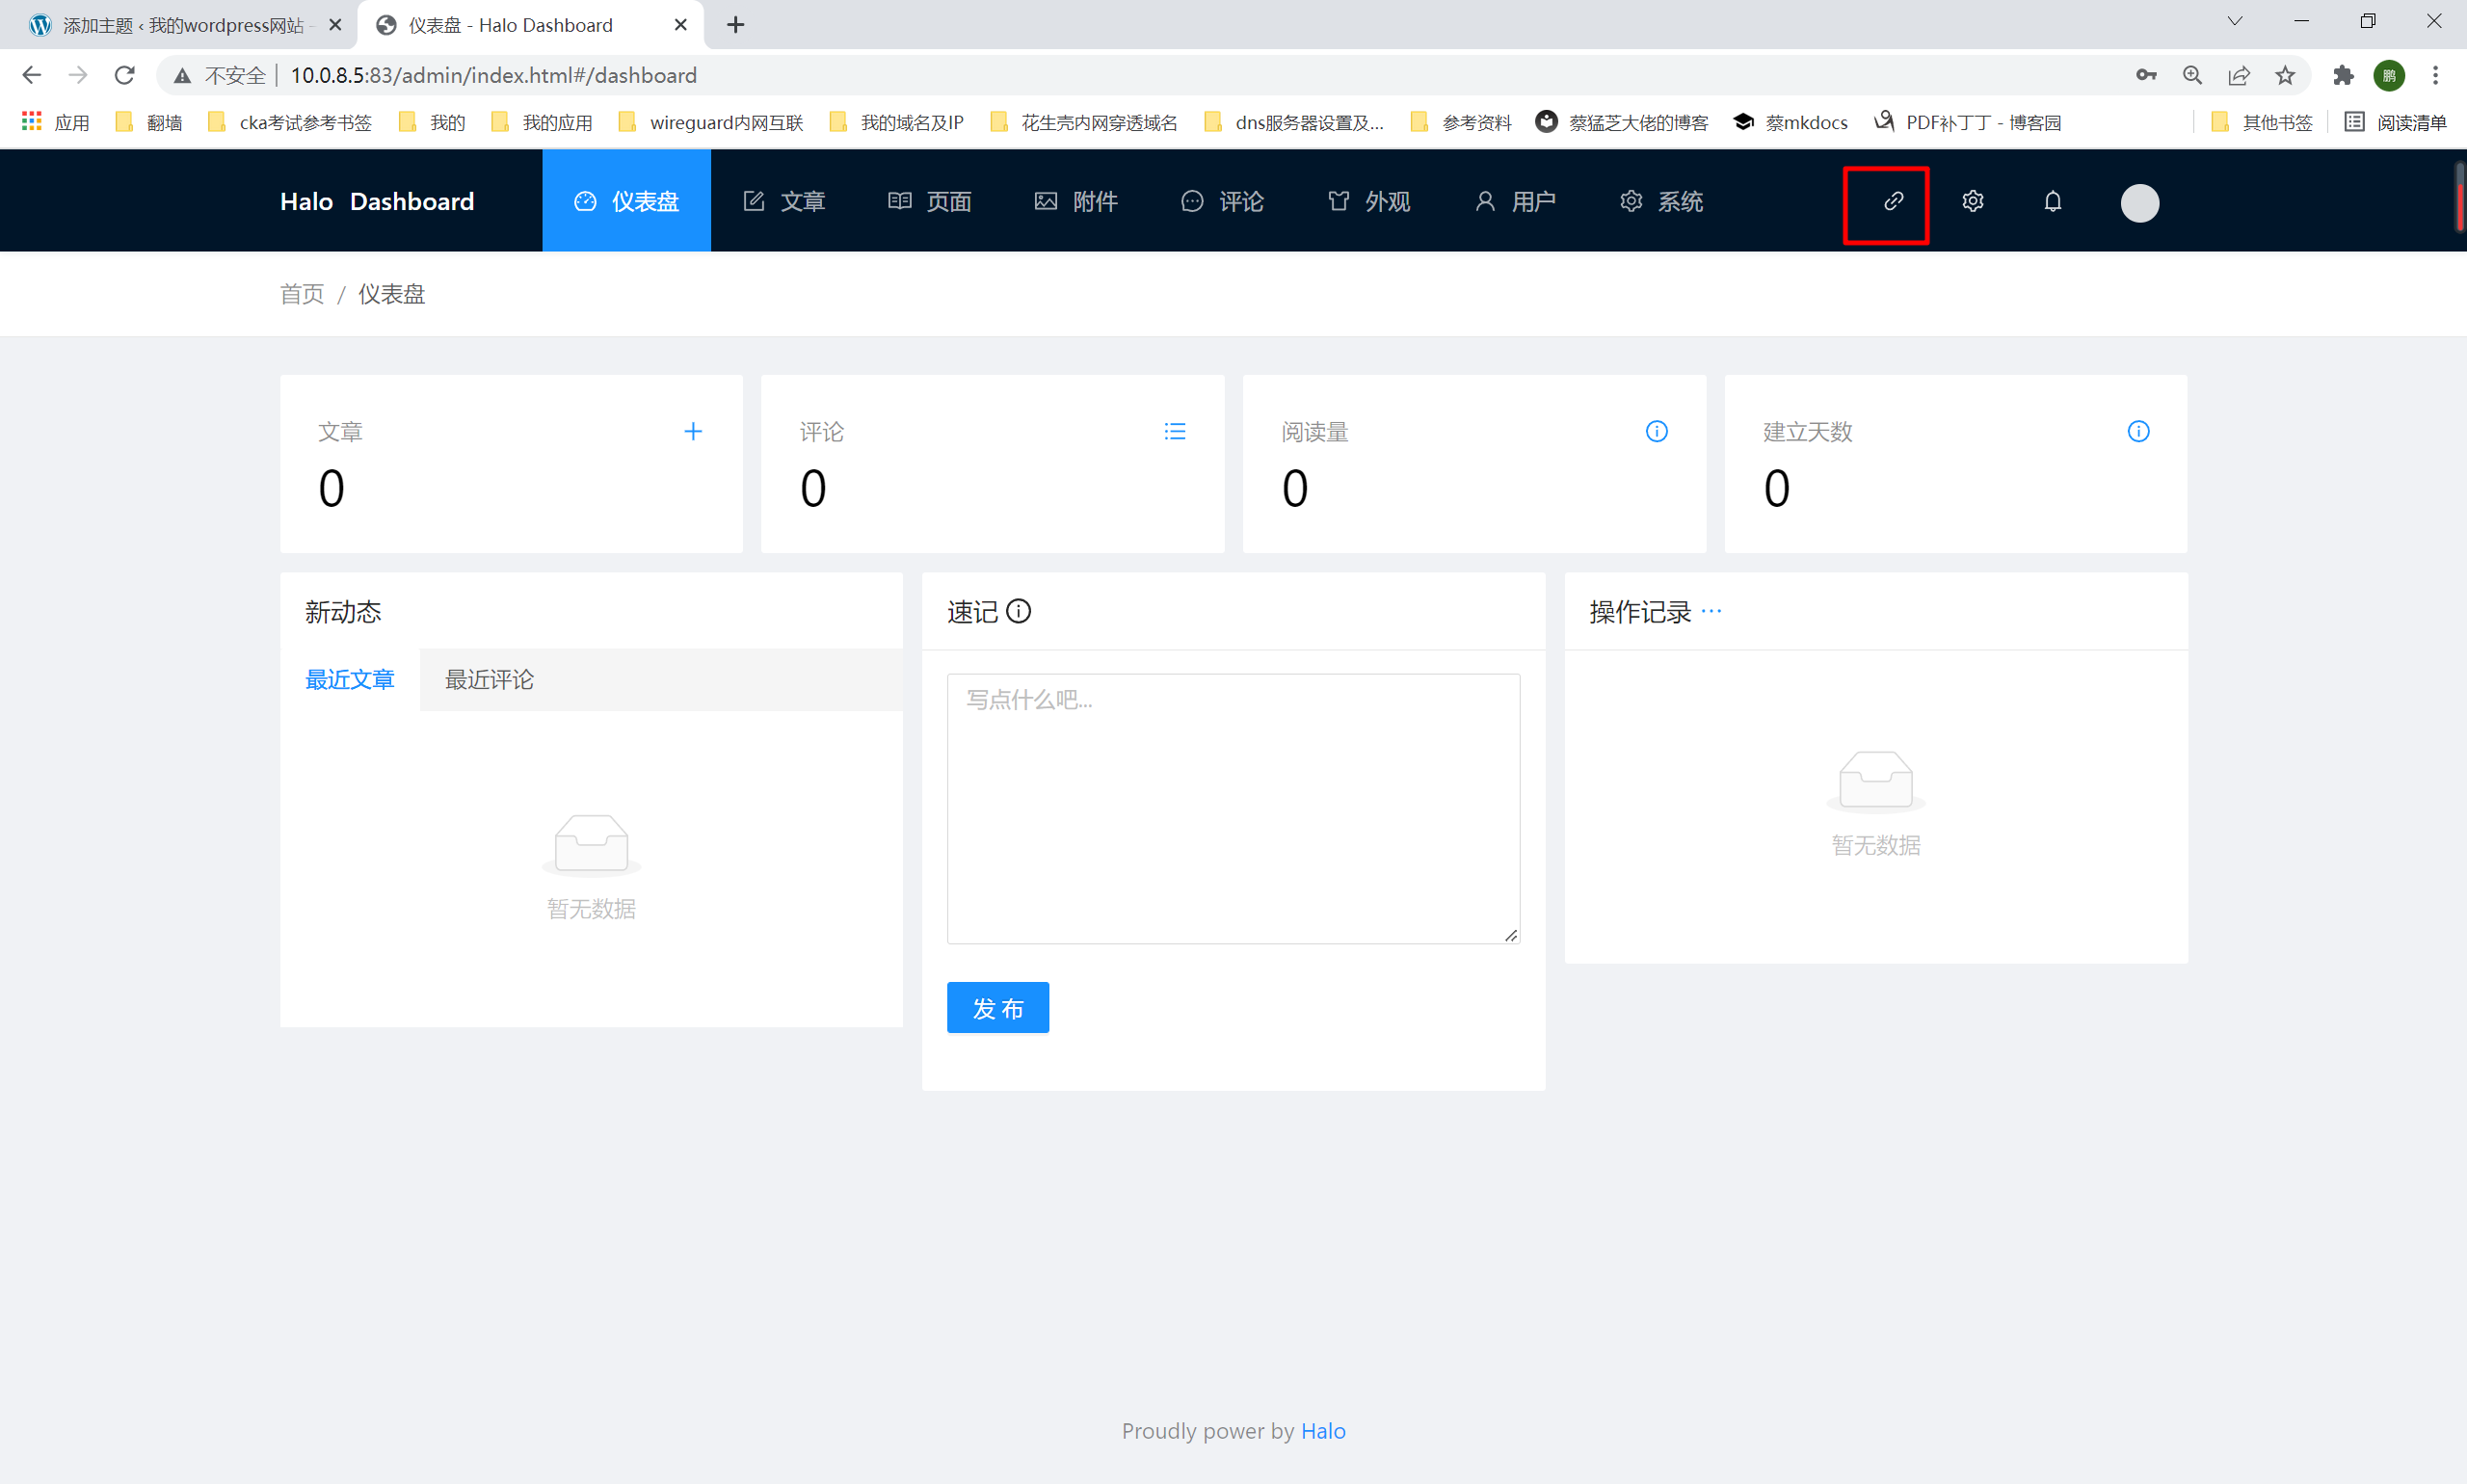 添加主题 ‹ 我的wordpress网站 –
仪表盘 - Halo Dashboard
不安全 | 10.0.8.5:83/admin/index.html#/dashboard
鹏
应用 翻墙 cka考试参考书签 我的 我的应用 wireguard内网互联 我的域名及IP 花生壳内网穿透域名 dns服务器设置及... 参考资料 蔡猛芝大佬的博客 蔡mkdocs PDF补丁丁 - 博客园 其他书签 阅读清单
Halo Dashboard 仪表盘 文章 页面 附件 评论 外观 用户 系统
首页 / 仪表盘
文章 评论 阅读量 建立天数
0 0 0 0
新动态 速记 操作记录 ···
最近文章 最近评论
写点什么吧...
暂无数据
暂无数据
发 布
Proudly power by Halo